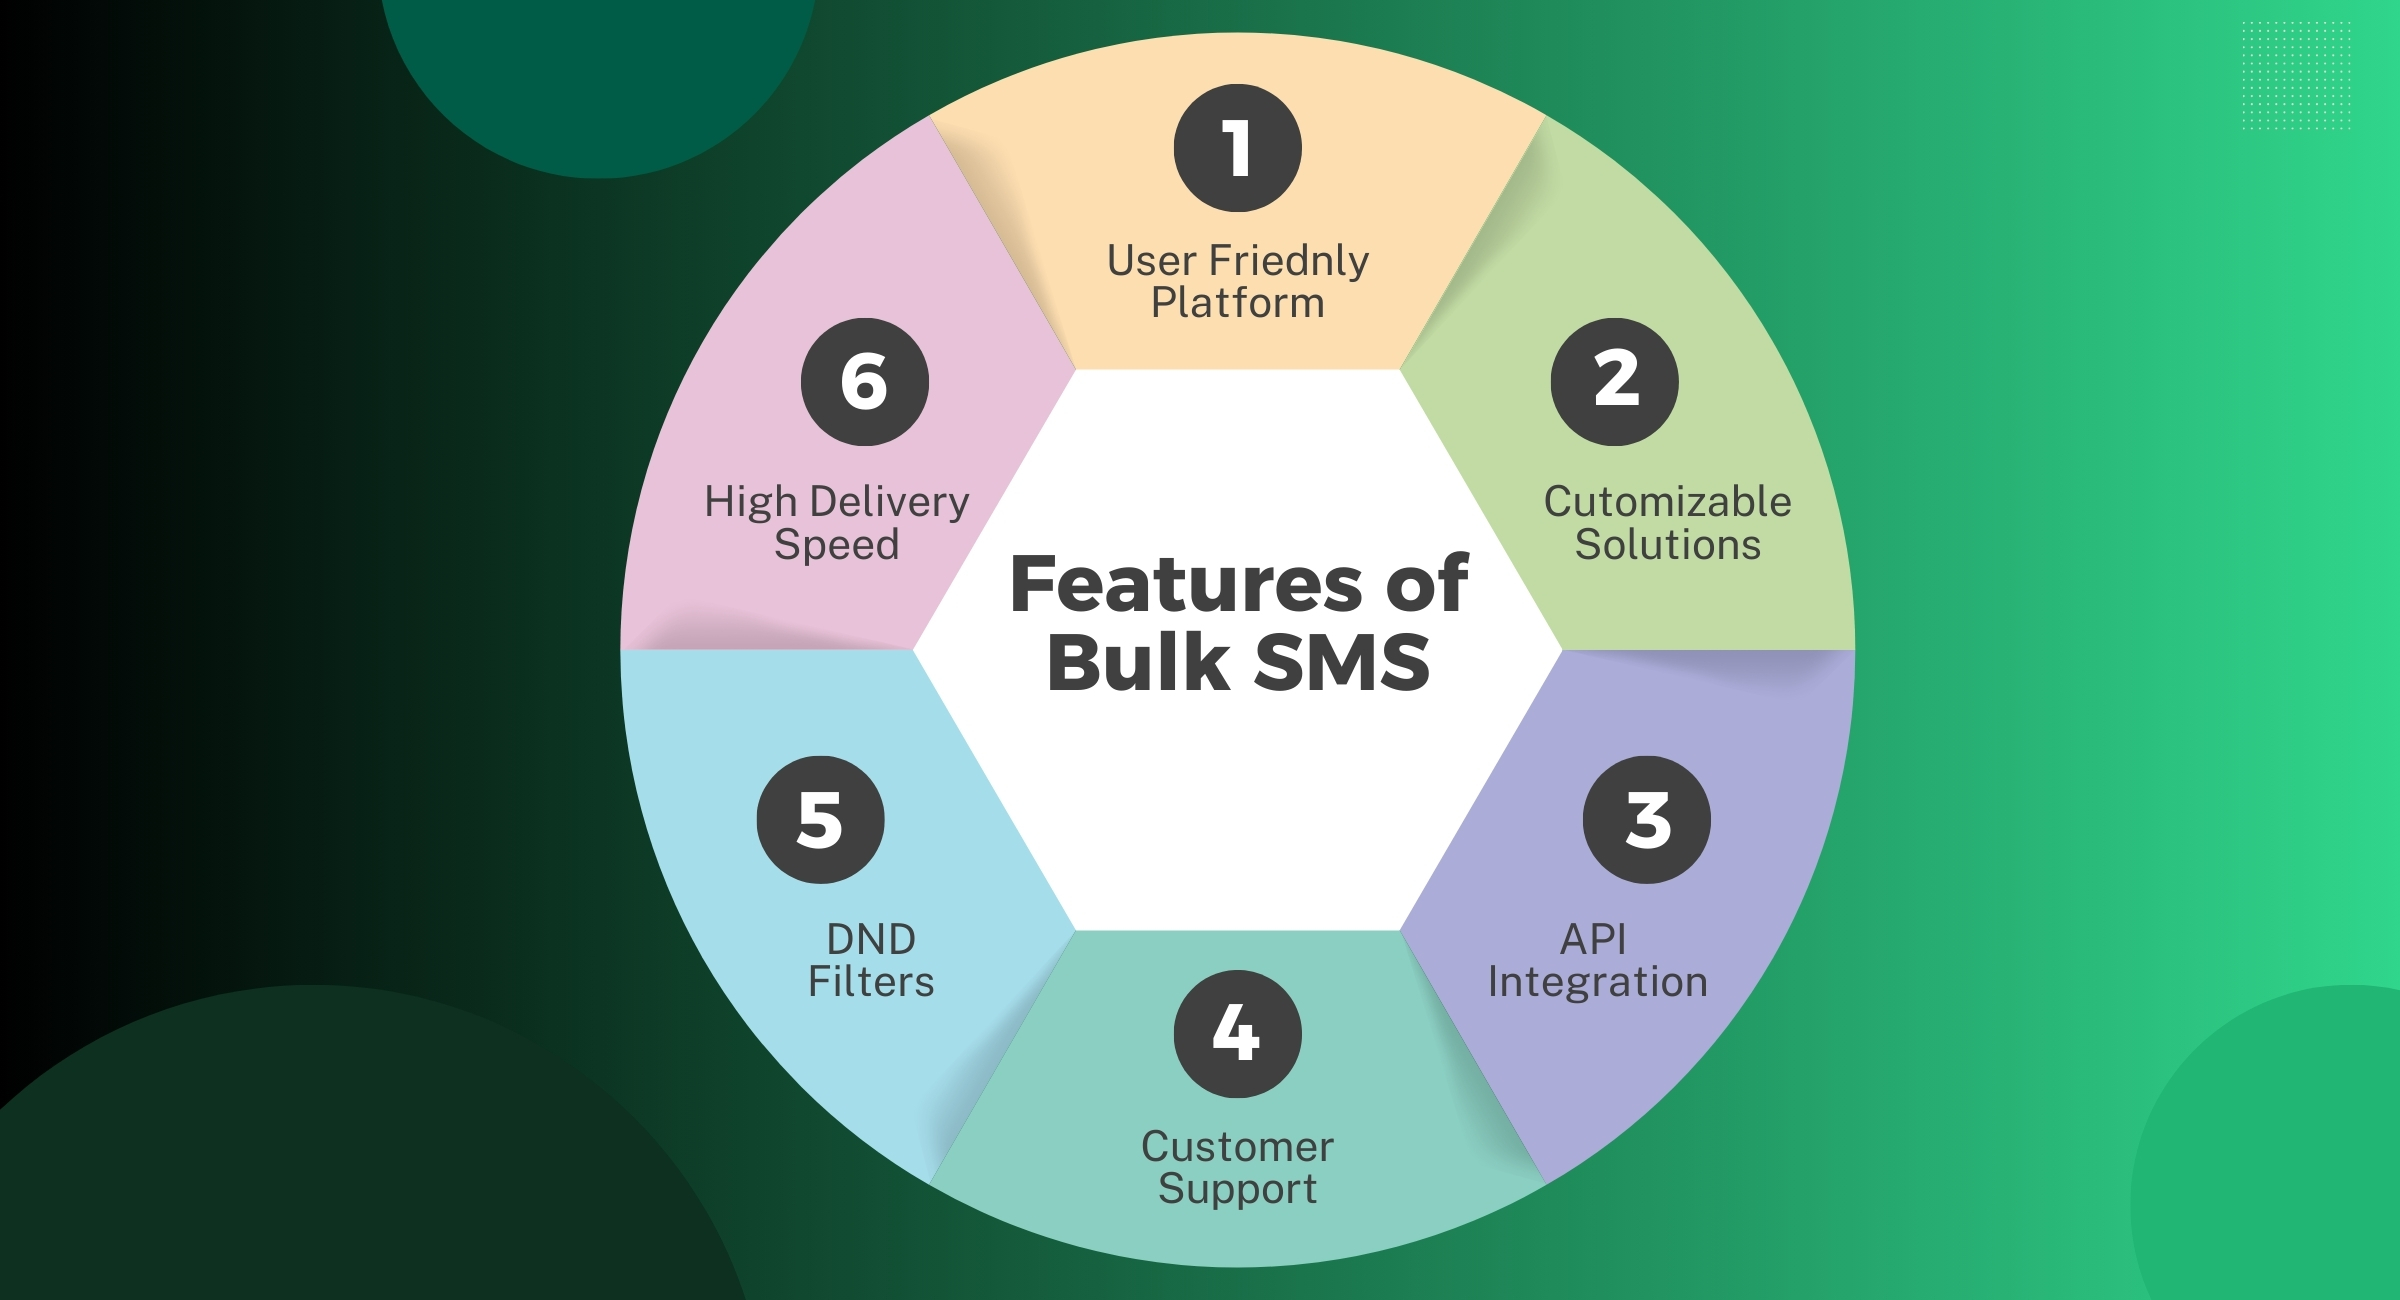 Features of
Bulk SMS
1
User Friednly
Platform
2
Cutomizable
Solutions
3
API
Integration
4
Customer
Support
5
DND
Filters
6
High Delivery
Speed